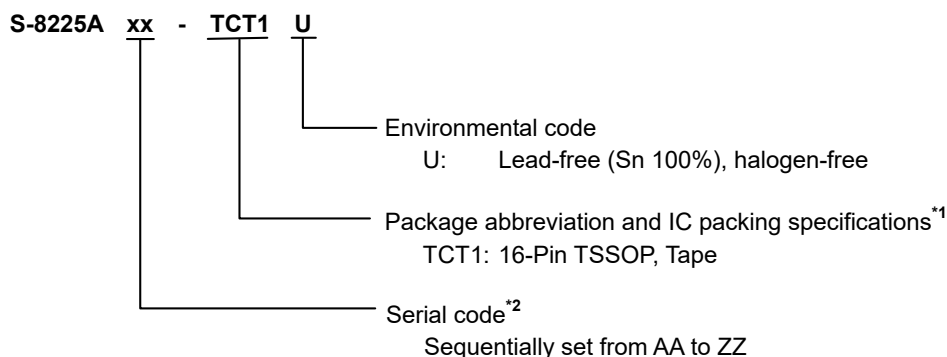 S-8225A xx - TCT1 U
Environmental code
U: Lead-free (Sn 100%), halogen-free
Package abbreviation and IC packing specifications*1
TCT1: 16-Pin TSSOP, Tape
Serial code*2
Sequentially set from AA to ZZ